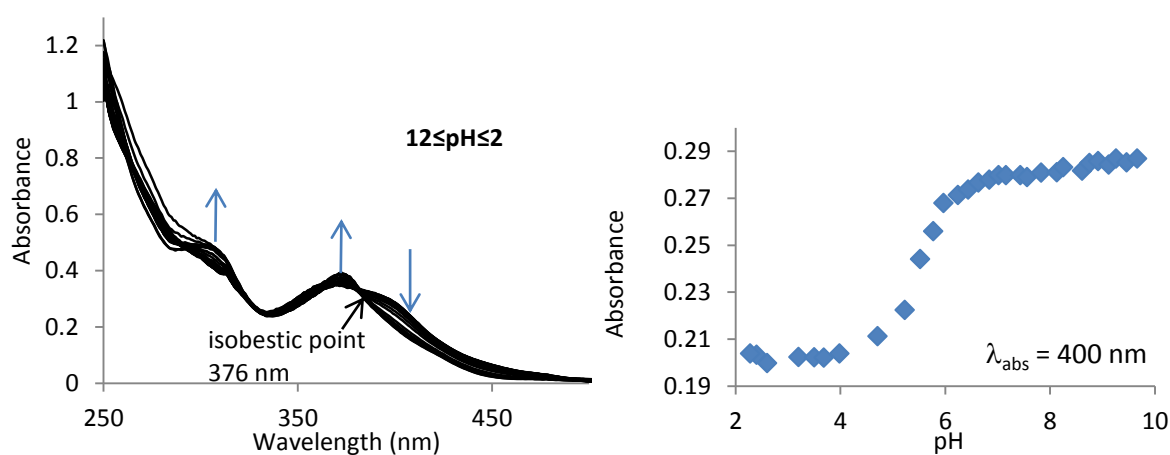 1.2
1
0.8
0.6
0.4
0.2
0
Absorbance
12≤pH≤2
isobestic point
376 nm
250
350
450
Wavelength (nm)
0.29
0.27
0.25
0.23
0.21
0.19
Absorbance
λabs = 400 nm
2
4
6
8
10
pH